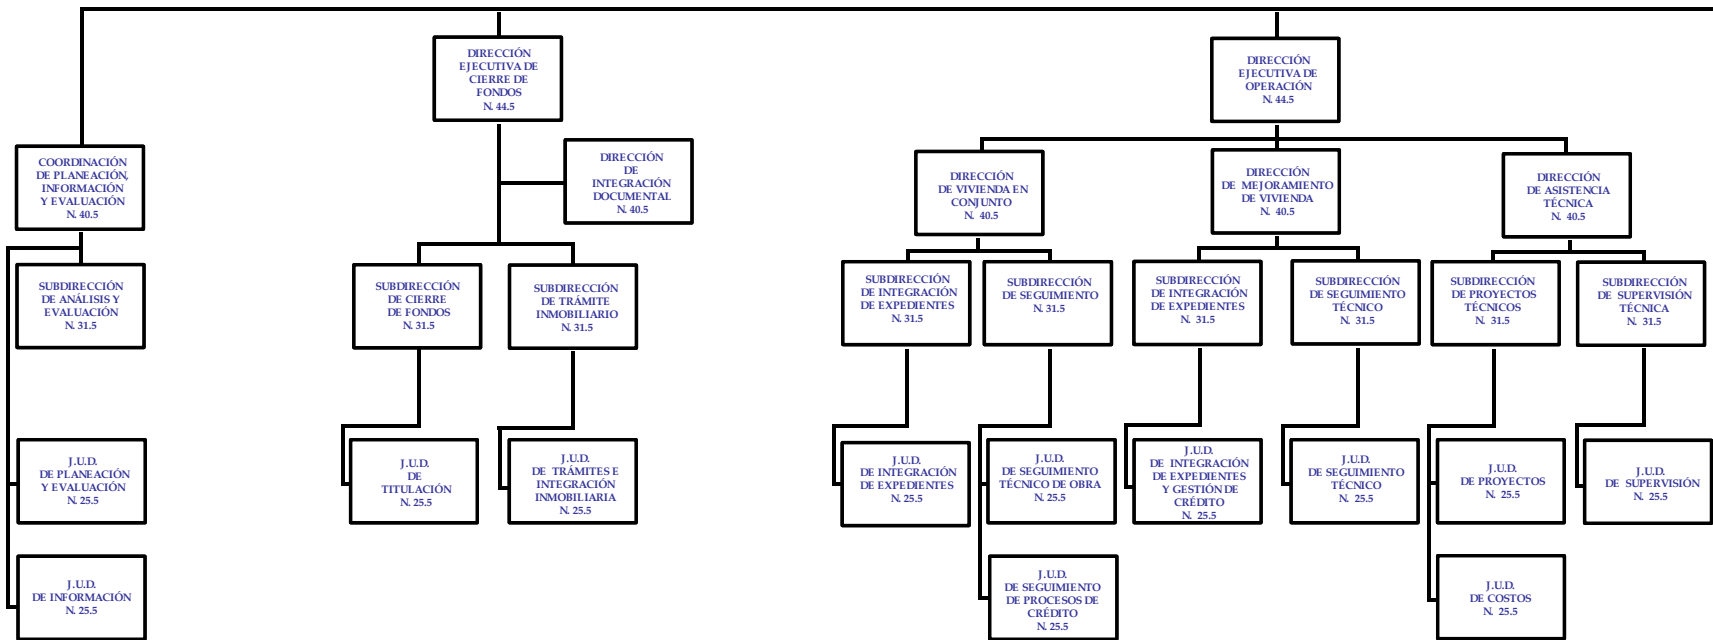 DIRECCIÓN
EJECUTIVA DE
CIERRE DE
FONDOS
N. 44.5
DIRECCIÓN
EJECUTIVA DE
OPERACIÓN
N. 44.5
COORDINACIÓN
DE PLANEACIÓN,
INFORMACIÓN
Y EVALUACIÓN
N. 40.5
DIRECCIÓN
DE
INTEGRACIÓN
DOCUMENTAL
N. 40.5
DIRECCIÓN
DE VIVIENDA EN
CONJUNTO
N. 40.5
DIRECCIÓN
DE MEJORAMIENTO
DE VIVIENDA
N. 40.5
DIRECCIÓN
DE ASISTENCIA
TÉCNICA
N. 40.5
SUBDIRECCIÓN
DE ANÁLISIS Y
EVALUACIÓN
N. 31.5
SUBDIRECCIÓN
DE CIERRE
DE FONDOS
N. 31.5
SUBDIRECCIÓN
DE TRÁMITE
INMOBILIARIO
N. 31.5
SUBDIRECCIÓN
DE INTEGRACIÓN
DE EXPEDIENTES
N. 31.5
SUBDIRECCIÓN
DE SEGUIMIENTO
N. 31.5
SUBDIRECCIÓN
DE INTEGRACIÓN
DE EXPEDIENTES
N. 31.5
SUBDIRECCIÓN
DE SEGUIMIENTO
TÉCNICO
N. 31.5
SUBDIRECCIÓN
DE PROYECTOS
TÉCNICOS
N. 31.5
SUBDIRECCIÓN
DE SUPERVISIÓN
TÉCNICA
N. 31.5
J.U.D.
DE PLANEACIÓN
Y EVALUACIÓN
N. 25.5
J.U.D.
DE
TITULACIÓN
N. 25.5
J.U.D.
DE TRÁMITES E
INTEGRACIÓN
INMOBILIARIA
N. 25.5
J.U.D.
DE INTEGRACIÓN
DE EXPEDIENTES
N. 25.5
J.U.D.
DE SEGUIMIENTO
TÉCNICO DE OBRA
N. 25.5
J.U.D.
DE INTEGRACIÓN
DE EXPEDIENTES
Y GESTIÓN DE
CRÉDITO
N. 25.5
J.U.D.
DE SEGUIMIENTO
TÉCNICO
N. 25.5
J.U.D.
DE PROYECTOS
N. 25.5
J.U.D.
DE SUPERVISIÓN
N. 25.5
J.U.D.
DE INFORMACIÓN
N. 25.5
J.U.D.
DE SEGUIMIENTO
DE PROCESOS DE
CRÉDITO
N. 25.5
J.U.D.
DE COSTOS
N. 25.5